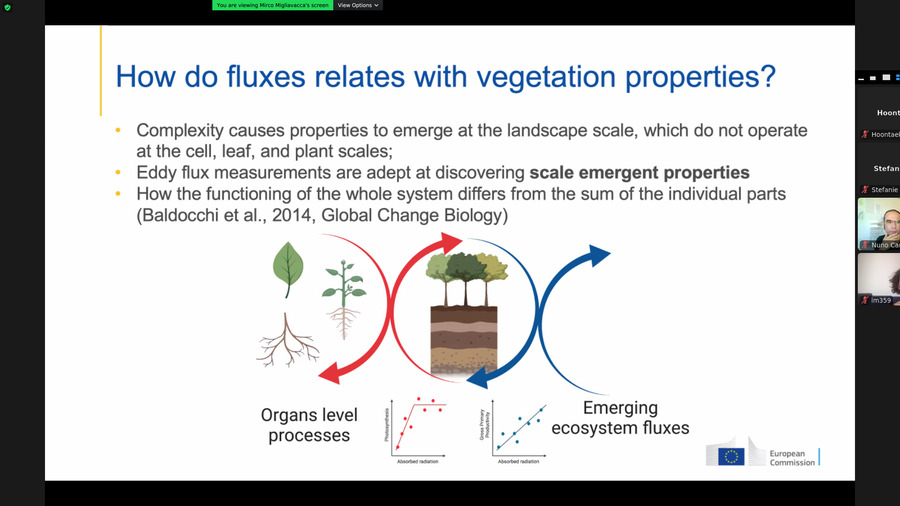 You are viewing Mirco Migliavacca's screen
View Options
How do fluxes relates with vegetation properties?
Complexity causes properties to emerge at the landscape scale, which do not operate
at the cell, leaf, and plant scales;
Eddy flux measurements are adept at discovering scale emergent properties
How the functioning of the whole system differs from the sum of the individual parts
(Baldocchi et al., 2014, Global Change Biology)
Organs level
processes
Photosynthesis
Absorbed radiation
Gross Primary
Productivity
Absorbed radiation
Emerging
ecosystem fluxes
European
Commission
Hoont
Hoontae
Stefan
Stefanie
Nuno Car
lm359